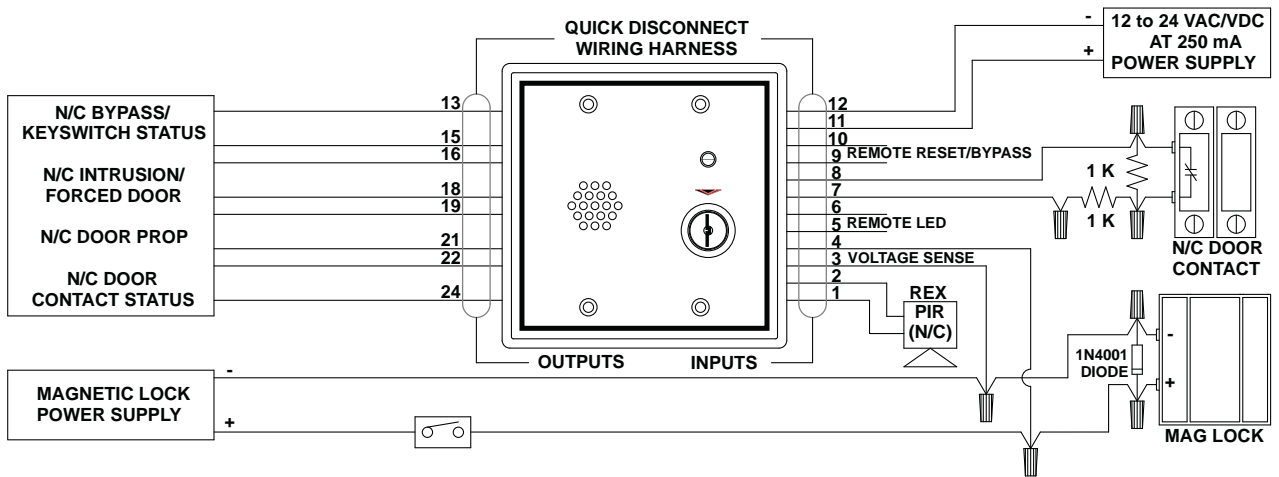 QUICK DISCONNECT
WIRING HARNESS
-
12 to 24 VAC/VDC
AT 250 mA
+
POWER SUPPLY
N/C BYPASS/
KEYSWITCH STATUS
N/C INTRUSION/
FORCED DOOR
N/C DOOR PROP
N/C DOOR
CONTACT STATUS
13
15
16
18
19
21
22
24
12
11
10
9 REMOTE RESET/BYPASS
8
7
6
5 REMOTE LED
4
3 VOLTAGE SENSE
2
1
1 K
1 K
N/C DOOR
CONTACT
REX
PIR
(N/C)
OUTPUTS
INPUTS
MAGNETIC LOCK
POWER SUPPLY
-
+
1N4001
DIODE
-
+
MAG LOCK